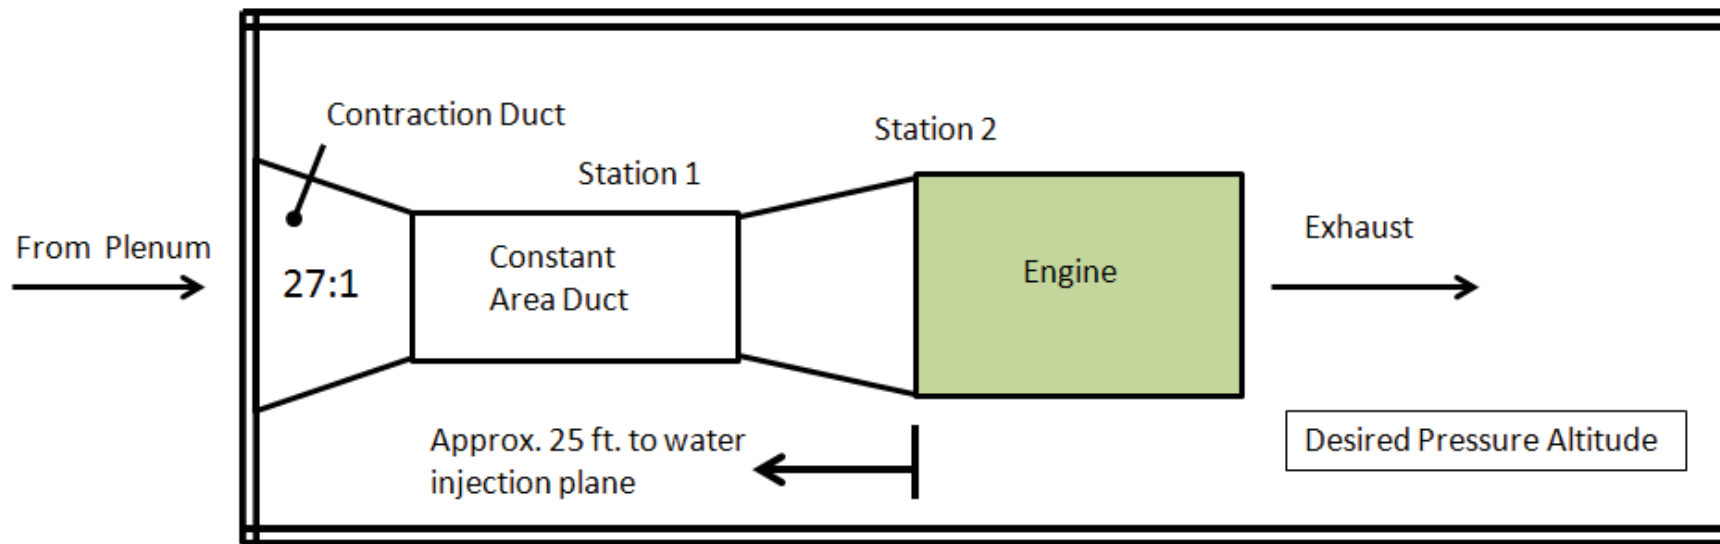 Contraction Duct
Station 2
Station 1
From Plenum
27:1
Constant
Area Duct
Engine
Exhaust
Approx. 25 ft. to water
injection plane
Desired Pressure Altitude